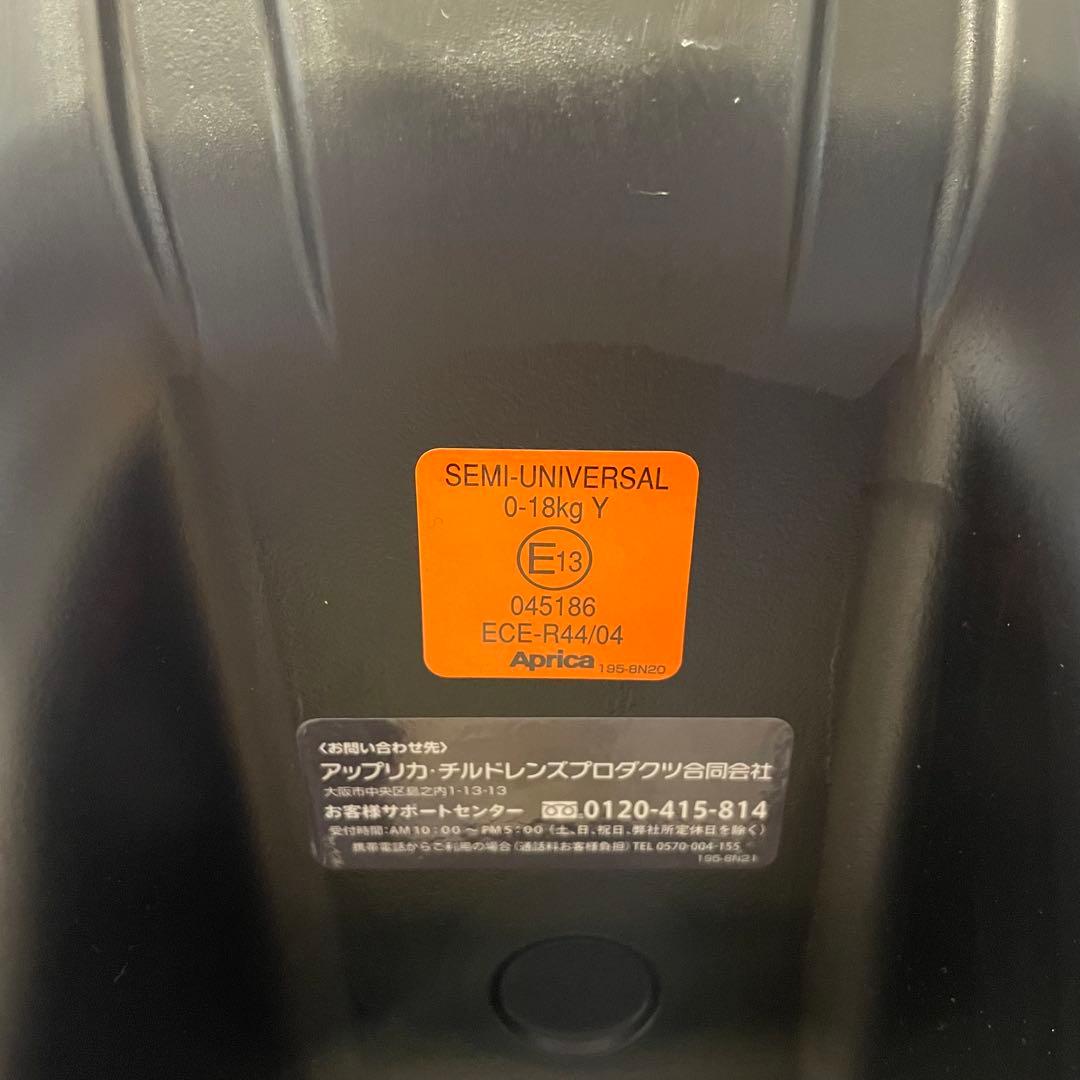 SEMI-UNIVERSAL
0-18kg Y
E13
045186
ECE-R44/04
Aprica 195-8N20
〈お問い合わせ先〉
アップリカ・チルドレンズプロダクツ合同会社
大阪市中央区島之内1-13-13
お客様サポートセンター 0120-415-814
受付時間:AM10:00〜PM5:00(土、日、祝日、弊社所定休日を除く)
携帯電話からご利用の場合(通話料お客様負担)TEL 0570-004-155
195-8N21